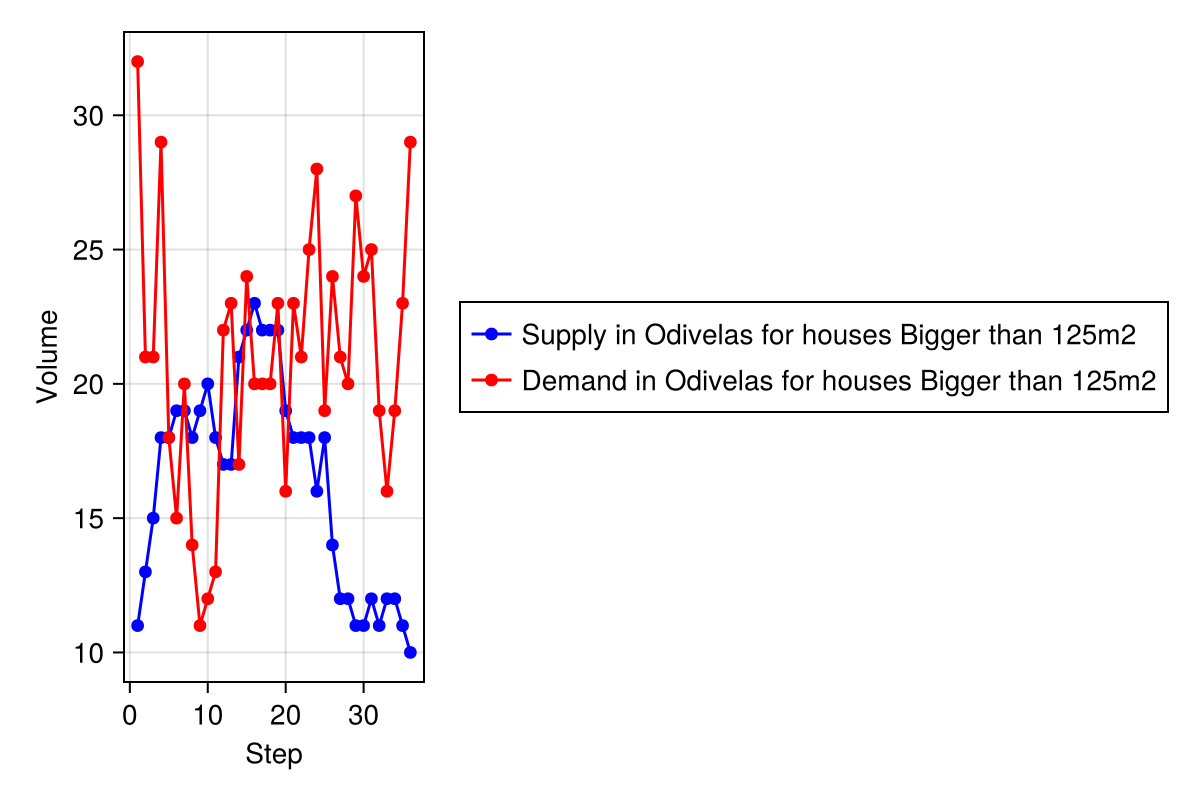 30
25
20
15
10
Volume
0 10 20 30
Step
Supply in Odivelas for houses Bigger than 125m2
Demand in Odivelas for houses Bigger than 125m2